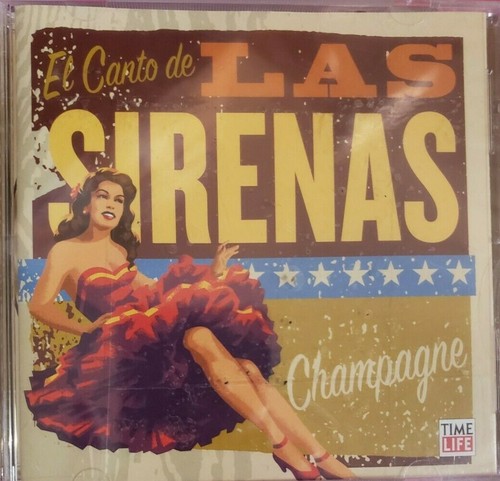 El Canto de LAS
SIRENAS
Champagne
TIME
LIFE